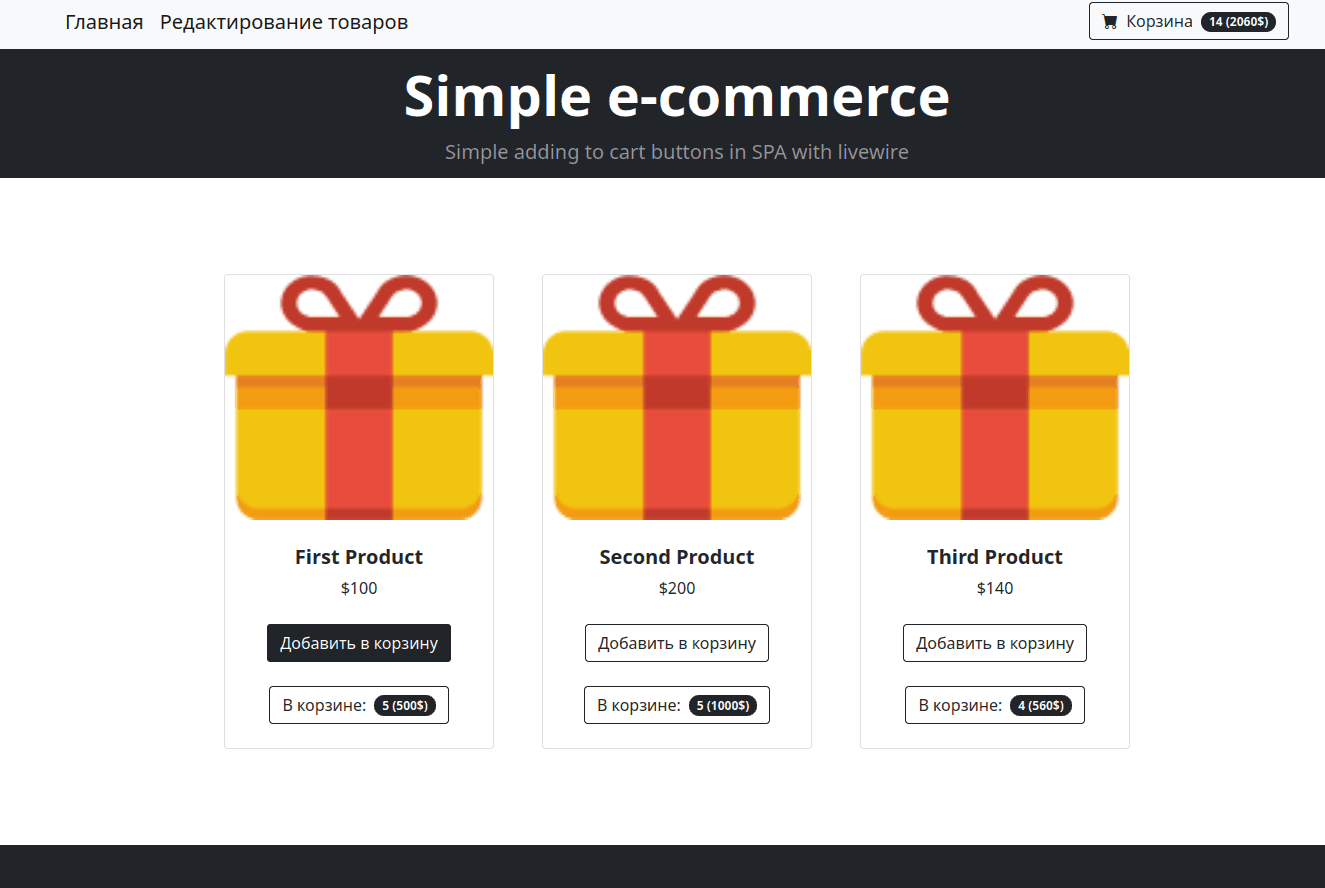 Главная Редактирование товаров Корзина 14 (2060$)
Simple e-commerce
Simple adding to cart buttons in SPA with livewire
First Product
$100
Добавить в корзину
В корзине: 5 (500$)
Second Product
$200
Добавить в корзину
В корзине: 5 (1000$)
Third Product
$140
Добавить в корзину
В корзине: 4 (560$)